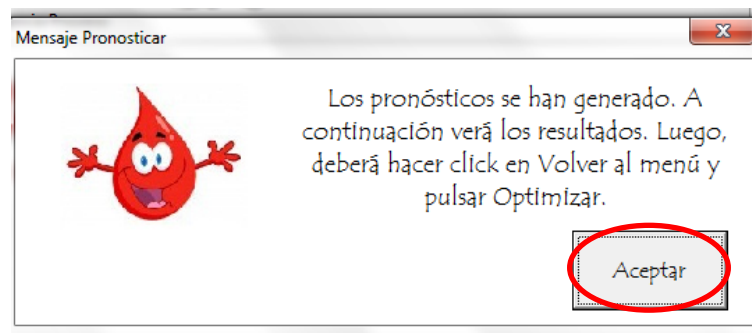 Mensaje Pronosticar
Los pronósticos se han generado. A
continuación verá los resultados. Luego,
deberá hacer click en Volver al menú y
pulsar Optimizar.
Aceptar